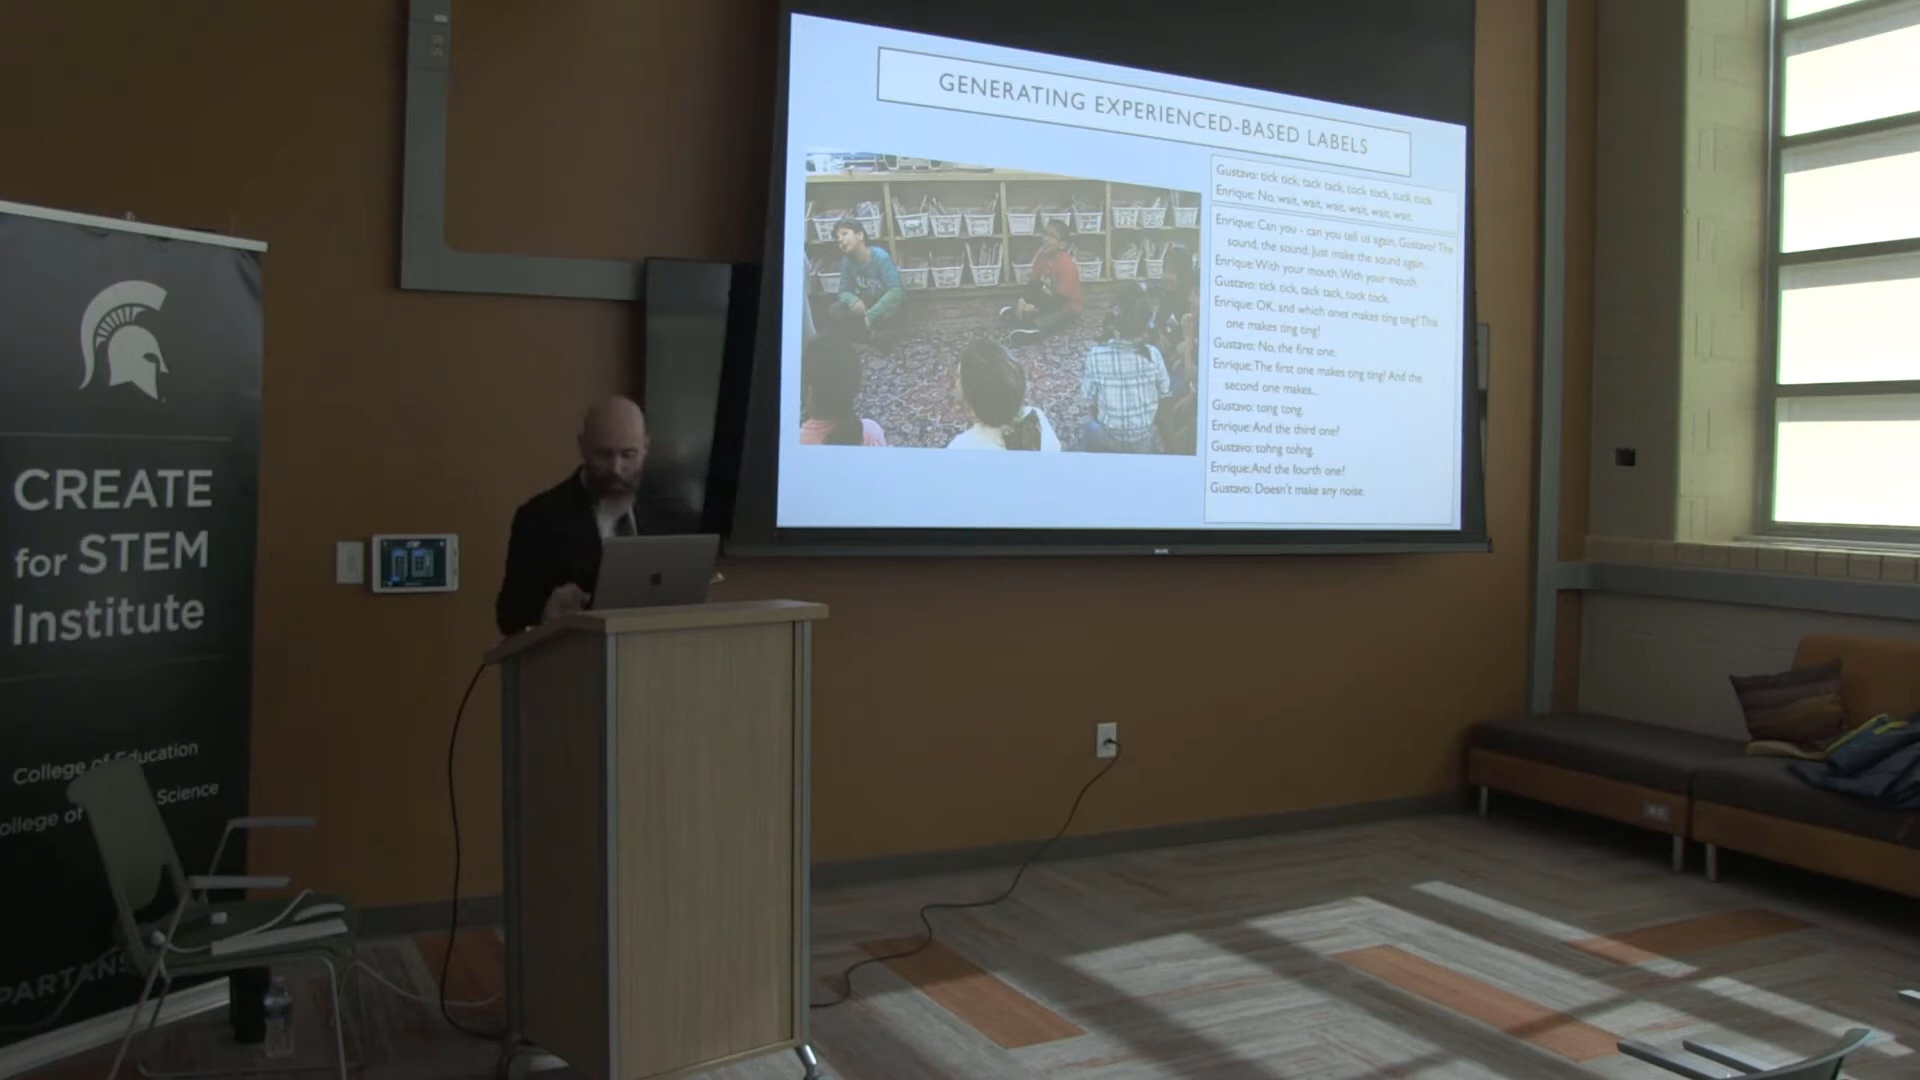 CREATE
for STEM
Institute
College of Education
College of
Science
GENERATING EXPERIENCED-BASED LABELS
Gustavo: tick tick, tack tack, tock tock, tuck tuck
Enrique: No, wait, wait, wait, wait, wait, wait.
Enrique: Can you - can you tell us again, Gustavo? The
sound, the sound. Just make the sound again.
Enrique: With your mouth. With your mouth
Gustavo: tick tick, tack tack, tock tock.
Enrique: OK, and which ones makes ting ting? This
one makes ting ting?
Gustavo: No, the first one.
Enrique: The first one makes ting ting? And the
second one makes...
Gustavo: tong tong.
Enrique: And the third one?
Gustavo: tohng tohng.
Enrique: And the fourth one?
Gustavo: Doesn't make any noise.